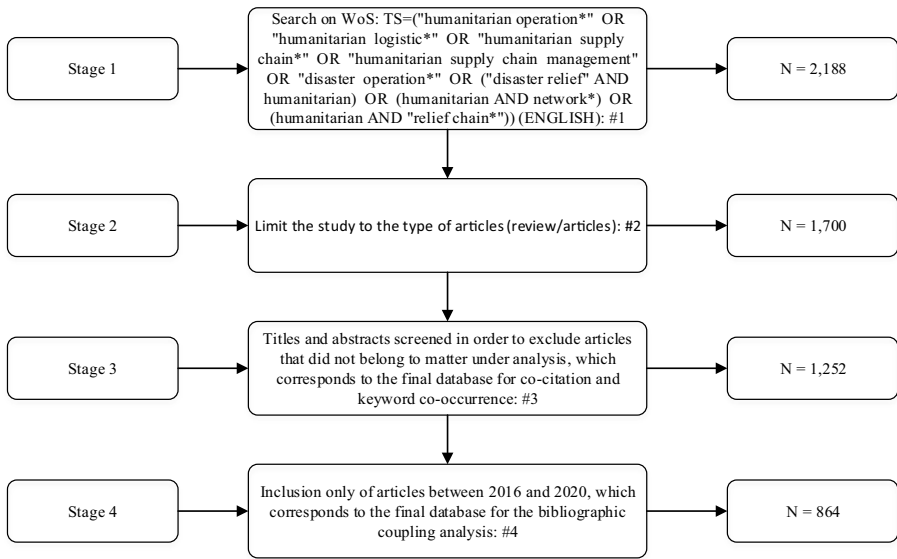 Stage 1
Search on WoS: TS=("humanitarian operation*" OR
"humanitarian logistic*" OR "humanitarian supply
chain*" OR "humanitarian supply chain management"
OR "disaster operation*" OR ("disaster relief" AND
humanitarian) OR (humanitarian AND network*) OR
(humanitarian AND "relief chain*")) (ENGLISH): #1
N = 2,188
Stage 2
Limit the study to the type of articles (review/articles): #2
N = 1,700
Stage 3
Titles and abstracts screened in order to exclude articles
that did not belong to matter under analysis, which
corresponds to the final database for co-citation and
keyword co-occurrence: #3
N = 1,252
Stage 4
Inclusion only of articles between 2016 and 2020, which
corresponds to the final database for the bibliographic
coupling analysis: #4
N = 864